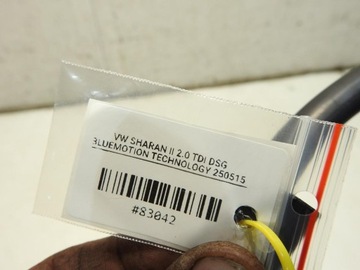 VW SHARAN II 2.0 TDI DSG
BLUEMOTION TECHNOLOGY 250515
#83042